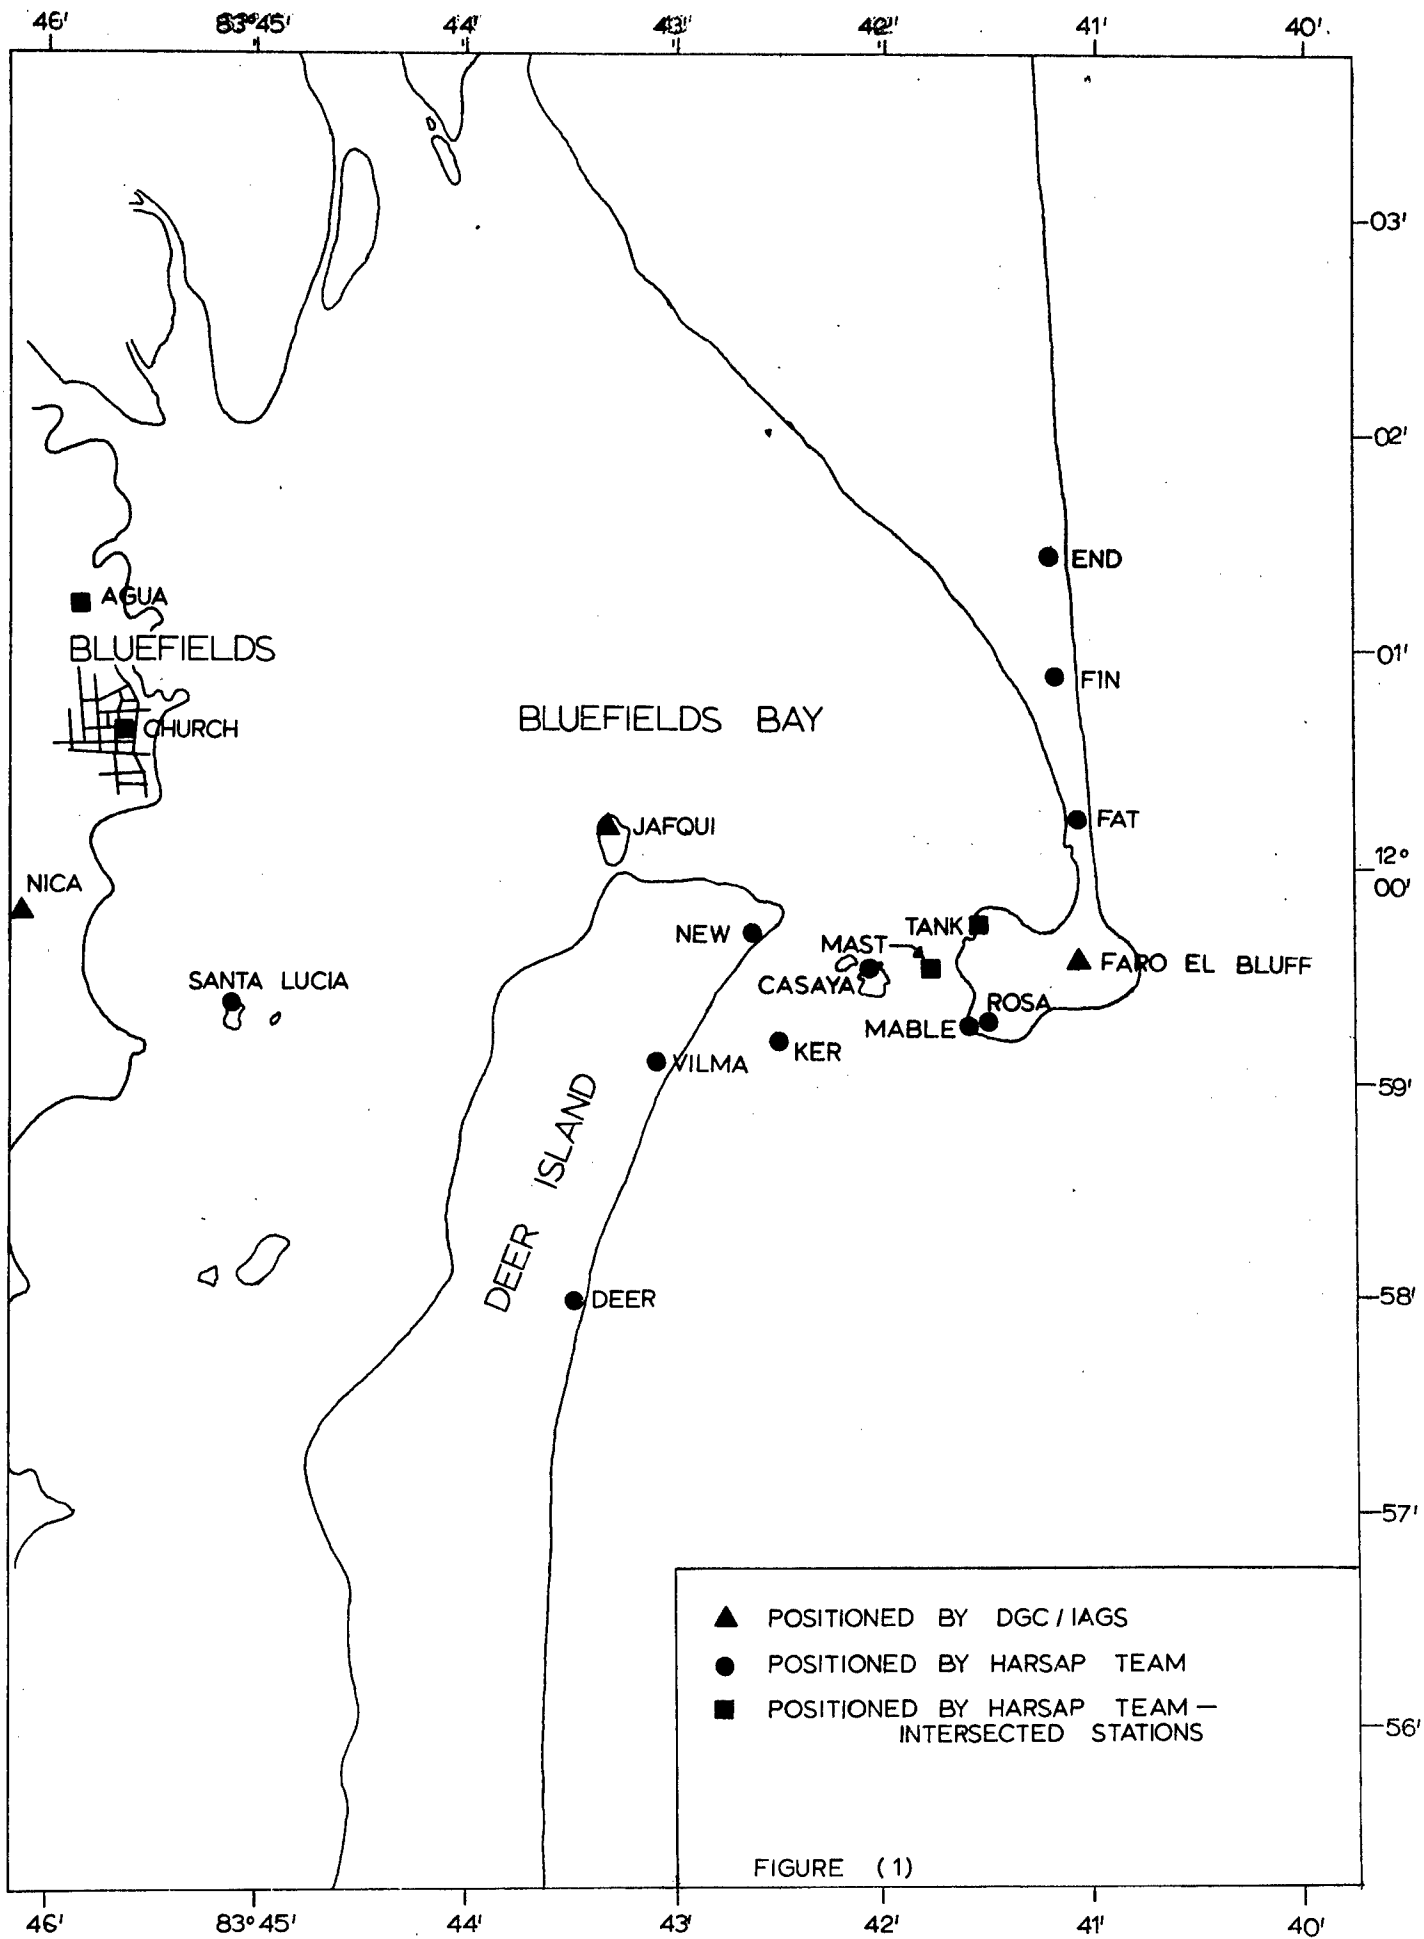 46' 83°45' 44' 43' 42' 41' 40'
03'
02'
END
AGUA
BLUEFIELDS
01'
FIN
BLUEFIELDS BAY
CHURCH
JAFQUI
FAT
12°
00'
NICA
TANK
NEW
MAST
FARO EL BLUFF
SANTA LUCIA
CASAYA
ROSA
MABLE
KER
VILMA
59'
DEER ISLAND
DEER
58'
57'
POSITIONED BY DGC / IAGS
POSITIONED BY HARSAP TEAM
POSITIONED BY HARSAP TEAM —
INTERSECTED STATIONS
56'
FIGURE (1)
46' 83°45' 44' 43' 42' 41' 40'